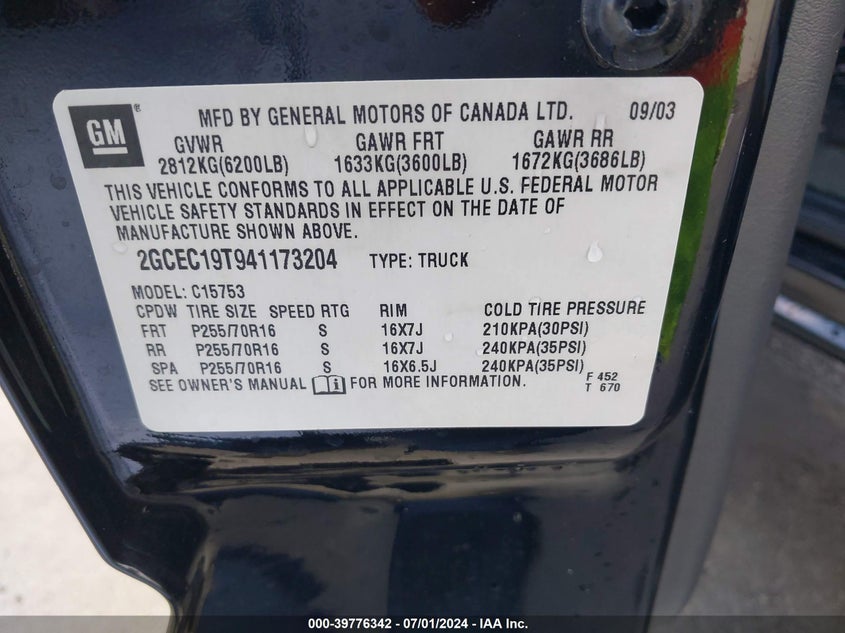 GM ®
MFD BY GENERAL MOTORS OF CANADA LTD. 09/03
GVWR GAWR FRT GAWR RR
2812KG(6200LB) 1633KG(3600LB) 1672KG(3686LB)
THIS VEHICLE CONFORMS TO ALL APPLICABLE U.S. FEDERAL MOTOR
VEHICLE SAFETY STANDARDS IN EFFECT ON THE DATE OF
MANUFACTURE SHOWN ABOVE.
2GCEC19T941173204 TYPE: TRUCK
MODEL: C15753
CPDW TIRE SIZE SPEED RTG RIM COLD TIRE PRESSURE
FRT P255/70R16 S 16X7J 210KPA(30PSI)
RR P255/70R16 S 16X7J 240KPA(35PSI)
SPA P255/70R16 S 16X6.5J 240KPA(35PSI)
SEE OWNER'S MANUAL i FOR MORE INFORMATION. F 452
T 670
000-39776342 / 07/01/2024 - IAA Inc.